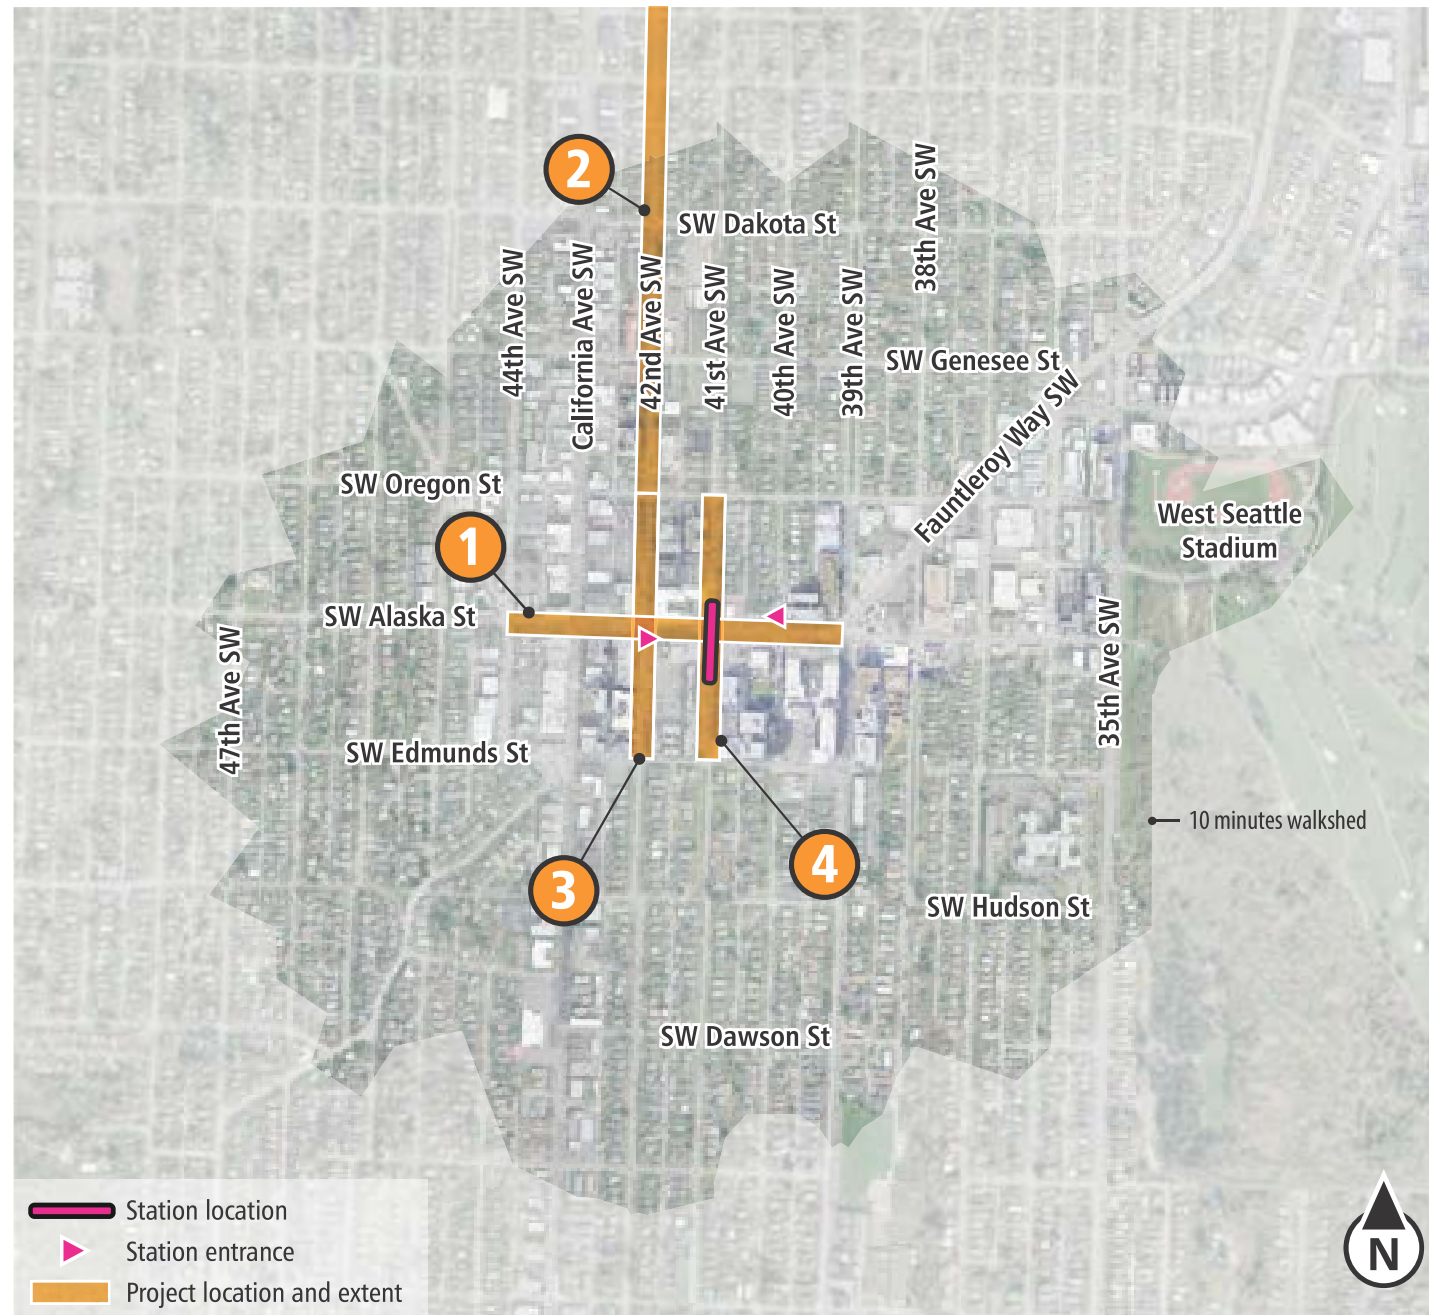 2
SW Dakota St
38th Ave SW
44th Ave SW
California Ave SW
42nd Ave SW
41st Ave SW
40th Ave SW
39th Ave SW
SW Genesee St
Fauntleroy Way SW
SW Oregon St
West Seattle
Stadium
1
SW Alaska St
47th Ave SW
35th Ave SW
SW Edmunds St
10 minutes walkshed
3
4
SW Hudson St
SW Dawson St
Station location
Station entrance
Project location and extent
N